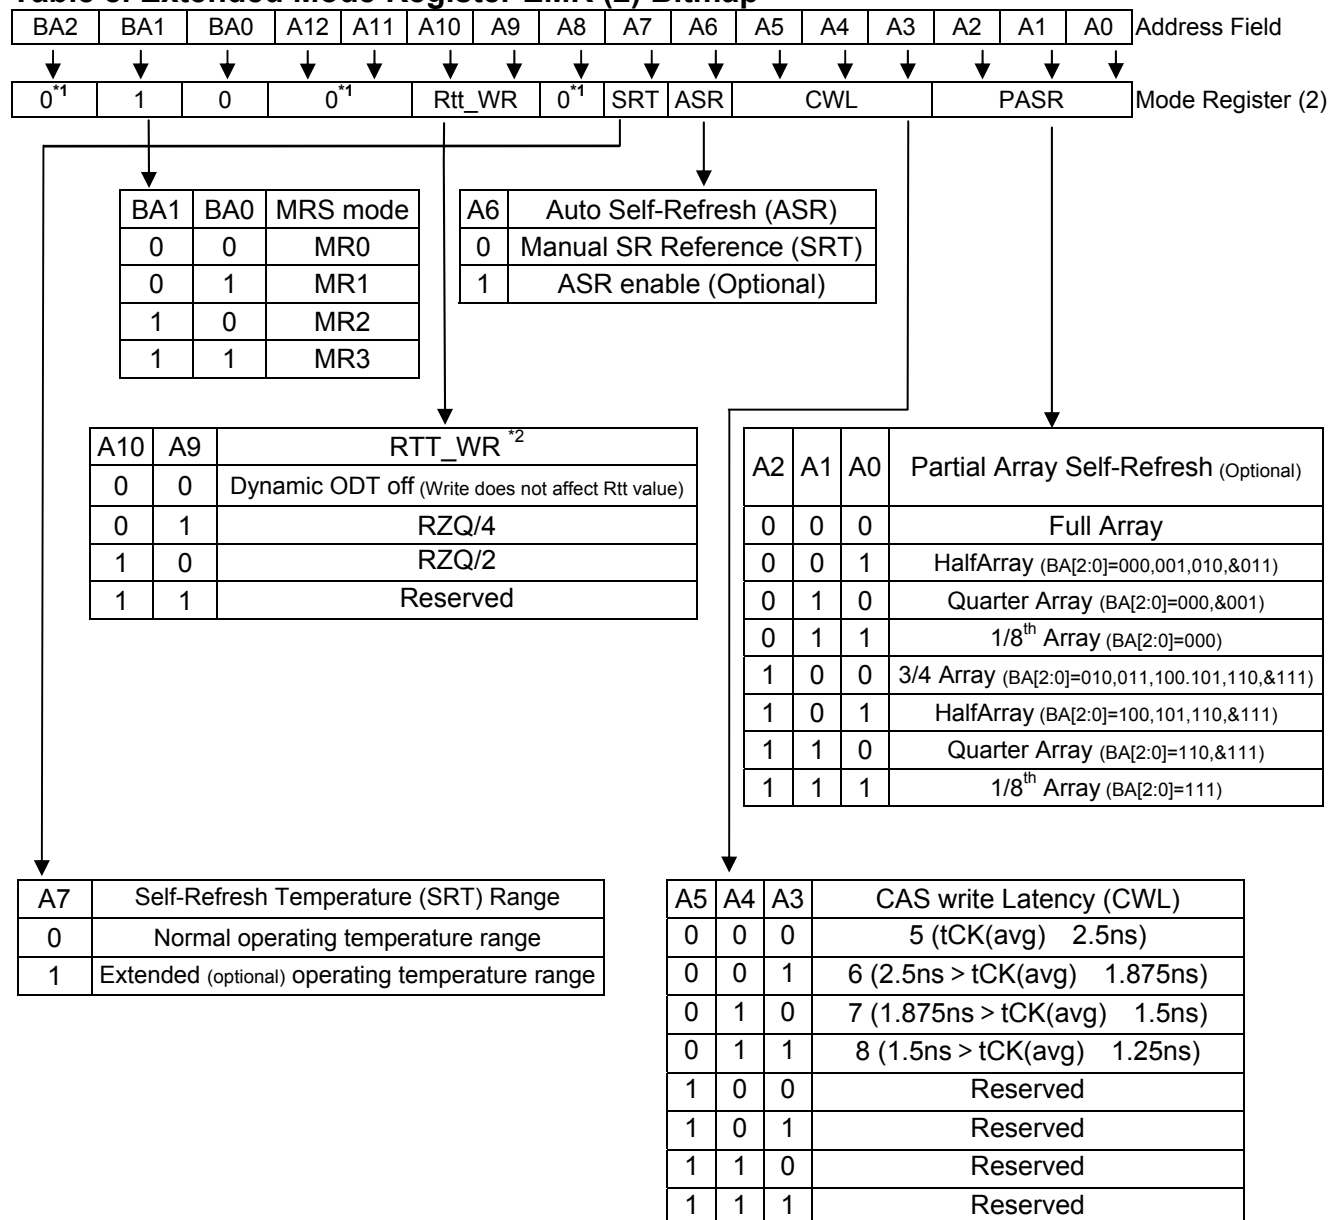 Table 8. Extended Mode Register EMR (2) Bitmap
BA2 BA1 BA0 A12 A11 A10 A9 A8 A7 A6 A5 A4 A3 A2 A1 A0 Address Field
0*1 1 0 0*1 Rtt_WR 0*1 SRT ASR CWL PASR Mode Register (2)
BA1 BA0 MRS mode
0 0 MR0
0 1 MR1
1 0 MR2
1 1 MR3
A6 Auto Self-Refresh (ASR)
0 Manual SR Reference (SRT)
1 ASR enable (Optional)
A10 A9 RTT_WR *2
0 0 Dynamic ODT off (Write does not affect Rtt value)
0 1 RZQ/4
1 0 RZQ/2
1 1 Reserved
A2 A1 A0 Partial Array Self-Refresh (Optional)
0 0 0 Full Array
0 0 1 HalfArray (BA[2:0]=000,001,010,&011)
0 1 0 Quarter Array (BA[2:0]=000,&001)
0 1 1 1/8th Array (BA[2:0]=000)
1 0 0 3/4 Array (BA[2:0]=010,011,100.101,110,&111)
1 0 1 HalfArray (BA[2:0]=100,101,110,&111)
1 1 0 Quarter Array (BA[2:0]=110,&111)
1 1 1 1/8th Array (BA[2:0]=111)
A7 Self-Refresh Temperature (SRT) Range
0 Normal operating temperature range
1 Extended (optional) operating temperature range
A5 A4 A3 CAS write Latency (CWL)
0 0 0 5 (tCK(avg) 2.5ns)
0 0 1 6 (2.5ns > tCK(avg) 1.875ns)
0 1 0 7 (1.875ns > tCK(avg) 1.5ns)
0 1 1 8 (1.5ns > tCK(avg) 1.25ns)
1 0 0 Reserved
1 0 1 Reserved
1 1 0 Reserved
1 1 1 Reserved